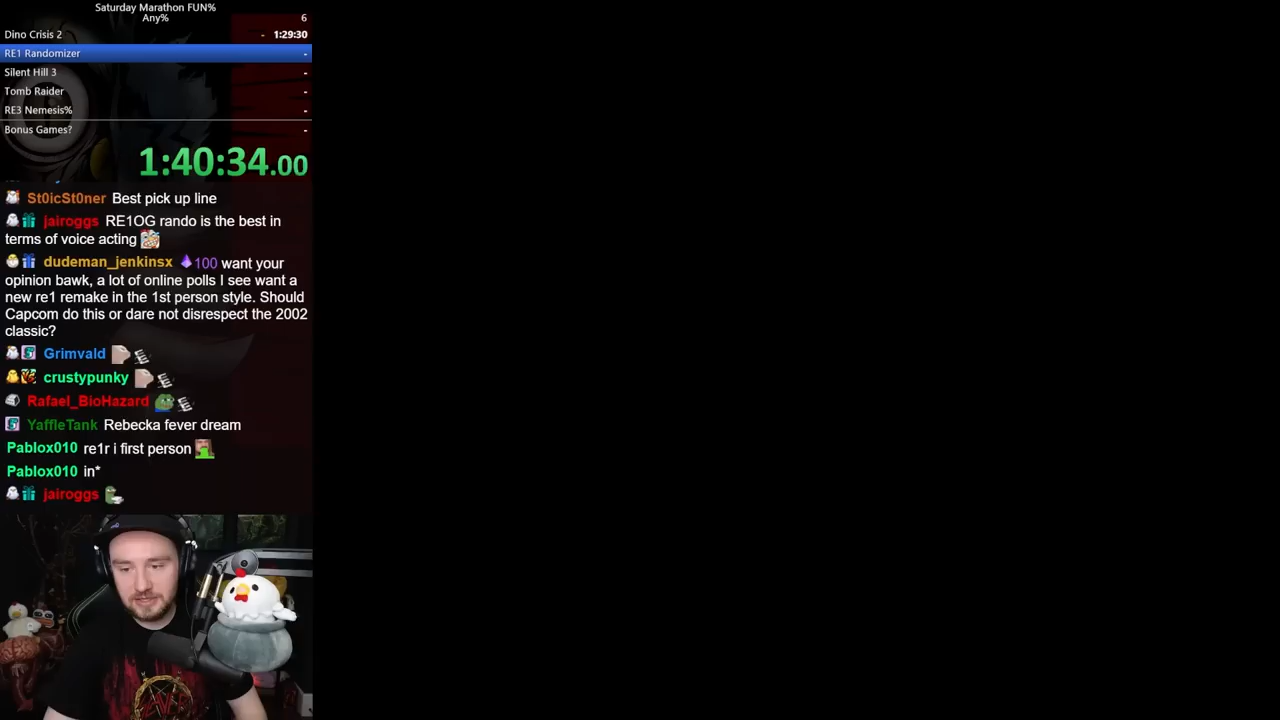 Saturday Marathon FUN%
Any%
6
Dino Crisis 2 - 1:29:30
RE1 Randomizer -
Silent Hill 3 -
Tomb Raider -
RE3 Nemesis% -
Bonus Games? -
1:40:34.00
St0icSt0ner Best pick up line
jairoggs RE1OG rando is the best in
terms of voice acting
dudeman_jenkinsx 100 want your
opinion bawk, a lot of online polls I see want a
new re1 remake in the 1st person style. Should
Capcom do this or dare not disrespect the 2002
classic?
Grimvald
crustypunky
Rafael_BioHazard
YaffleTank Rebecka fever dream
Pablox010 re1r i first person
Pablox010 in*
jairoggs